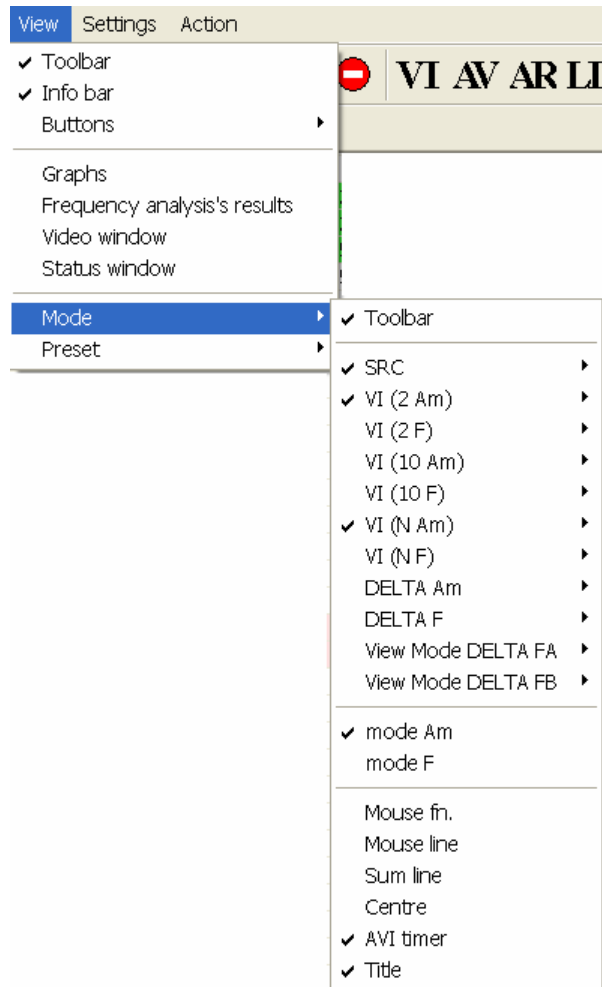 View Settings Action
Toolbar
Info bar
Buttons
VI AV AR
Graphs
Frequency analysis's results
Video window
Status window
Mode
Preset
Toolbar
SRC
VI (2 Am)
VI (2 F)
VI (10 Am)
VI (10 F)
VI (N Am)
VI (N F)
DELTA Am
DELTA F
View Mode DELTA FA
View Mode DELTA FB
mode Am
mode F
Mouse fn.
Mouse line
Sum line
Centre
AVI timer
Title